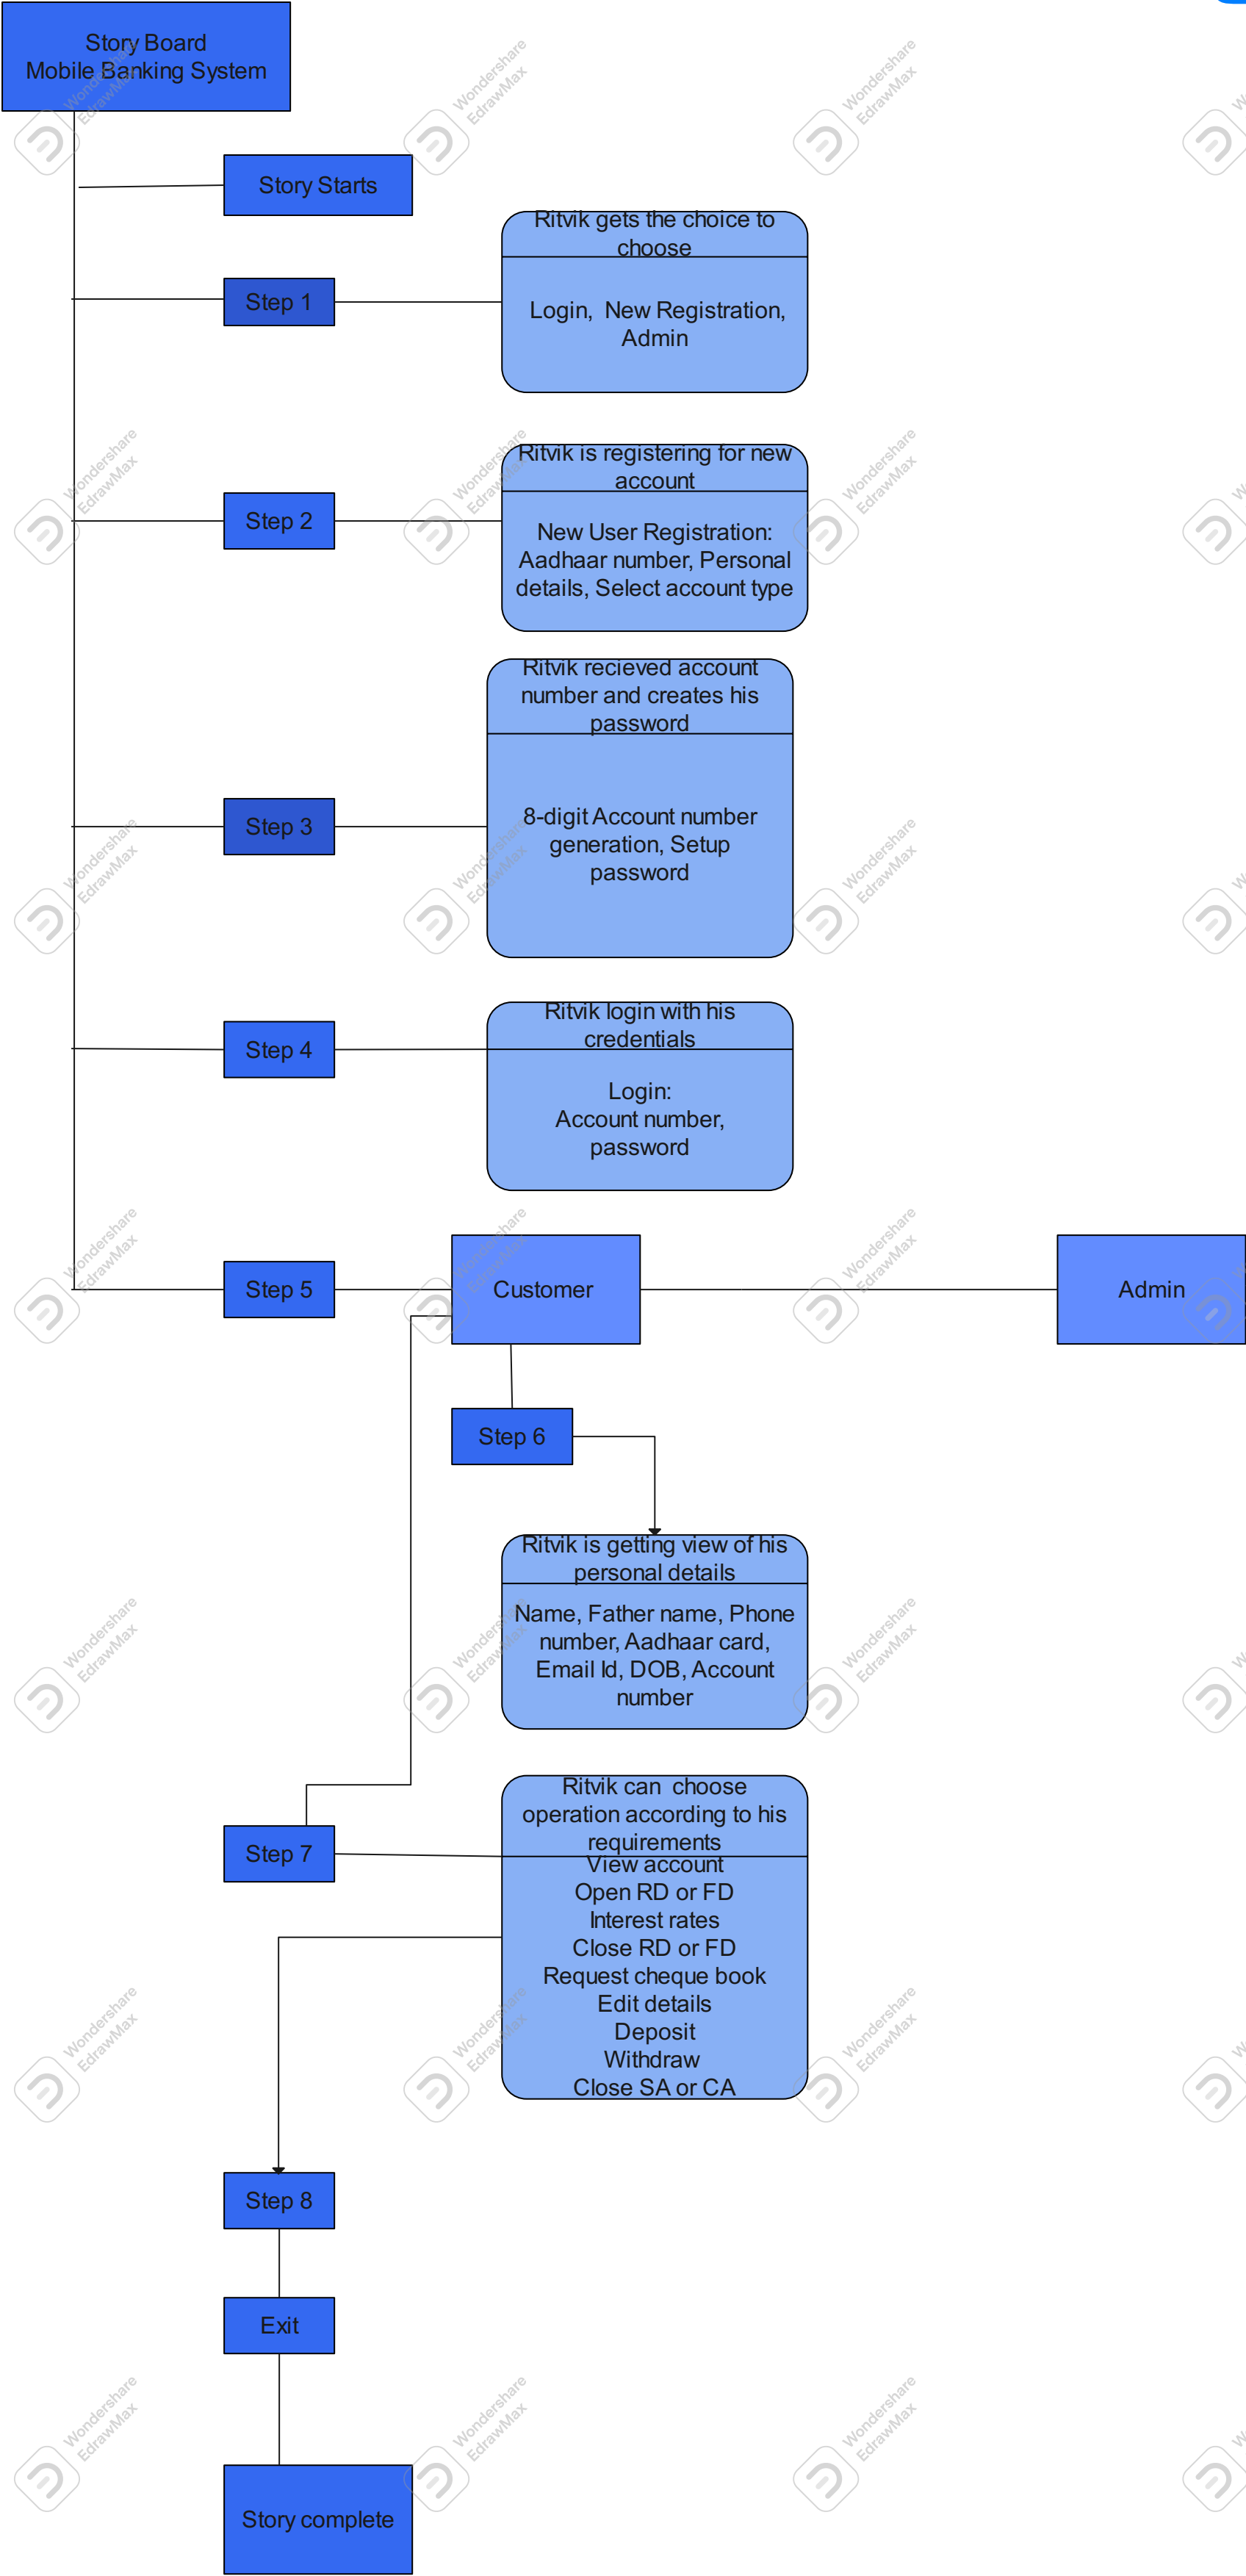 Story Board
Mobile Banking System
Story Starts
Ritvik gets the choice to
choose
Step 1
Login,  New Registration,
Admin
Ritvik is registering for new
account
Step 2
New User Registration:
Aadhaar number, Personal
details, Select account type
Ritvik recieved account
number and creates his
password
Step 3
8-digit Account number
generation, Setup
password
Ritvik login with his
credentials
Step 4
Login:
Account number,
password
Step 5
Customer
Admin
Step 6
Ritvik is getting view of his
personal details
Name, Father name, Phone
number, Aadhaar card,
Email Id, DOB, Account
number
Ritvik can  choose
operation according to his
requirements
Step 7
View account
Open RD or FD
Interest rates
Close RD or FD
Request cheque book
Edit details
Deposit
Withdraw
Close SA or CA
Step 8
Exit
Story complete
Wondershare
EdrawMax